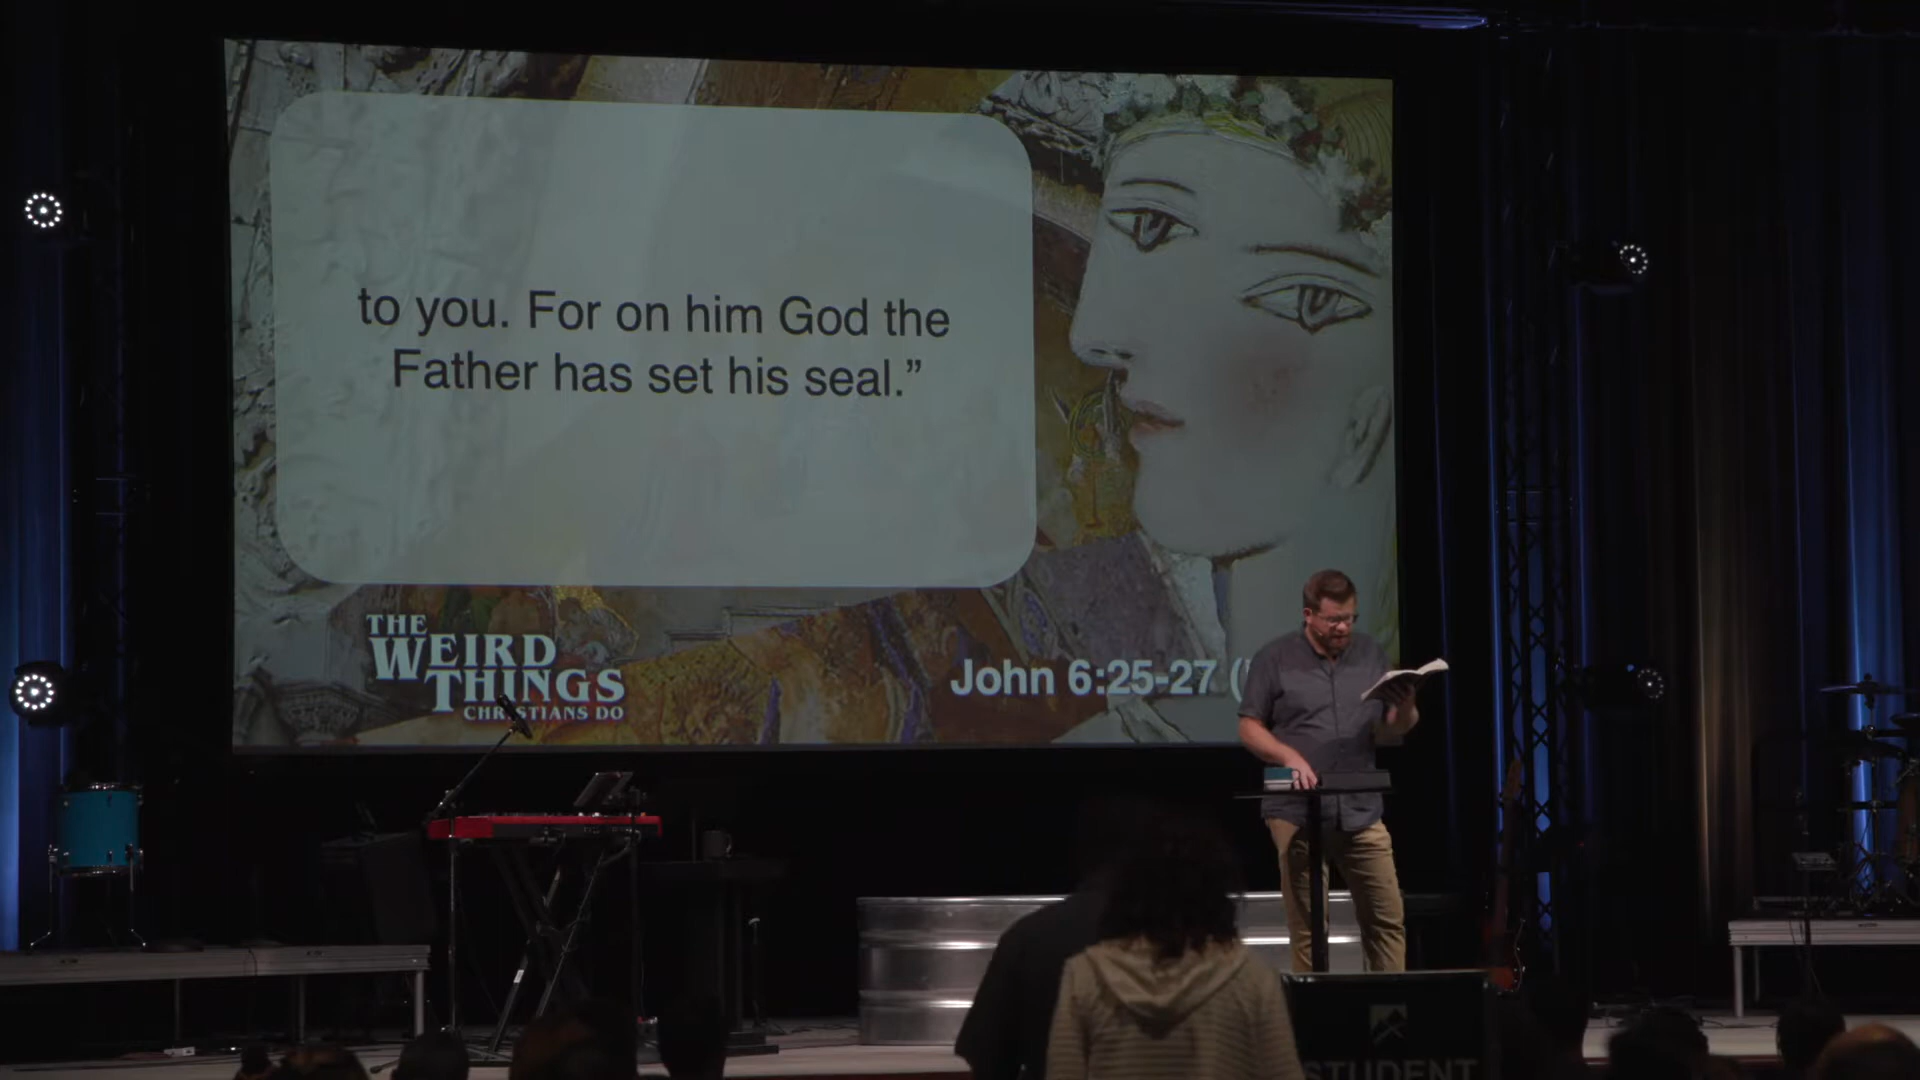 to you. For on him God the
Father has set his seal.”
THE
WEIRD
THINGS
CHRISTIANS DO
John 6:25-27 (
STUDENT